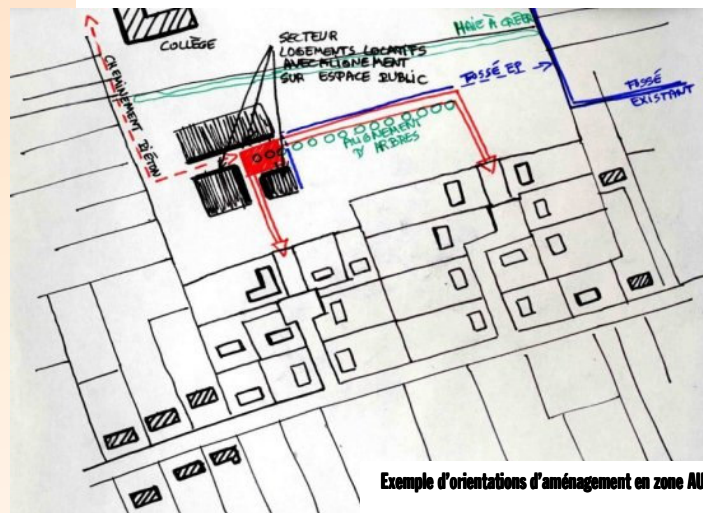 COLLÈGE
SECTEUR
LOGEMENTS LOCATIFS
AVEC ALIGNEMENT
SUR ESPACE PUBLIC
HAIE À CRÉER
FOSSÉ EP
FOSSÉ
EXISTANT
CHEMINEMENT PIÉTON
ALIGNEMENT
D'ARBRES
Exemple d'orientations d'aménagement en zone AU